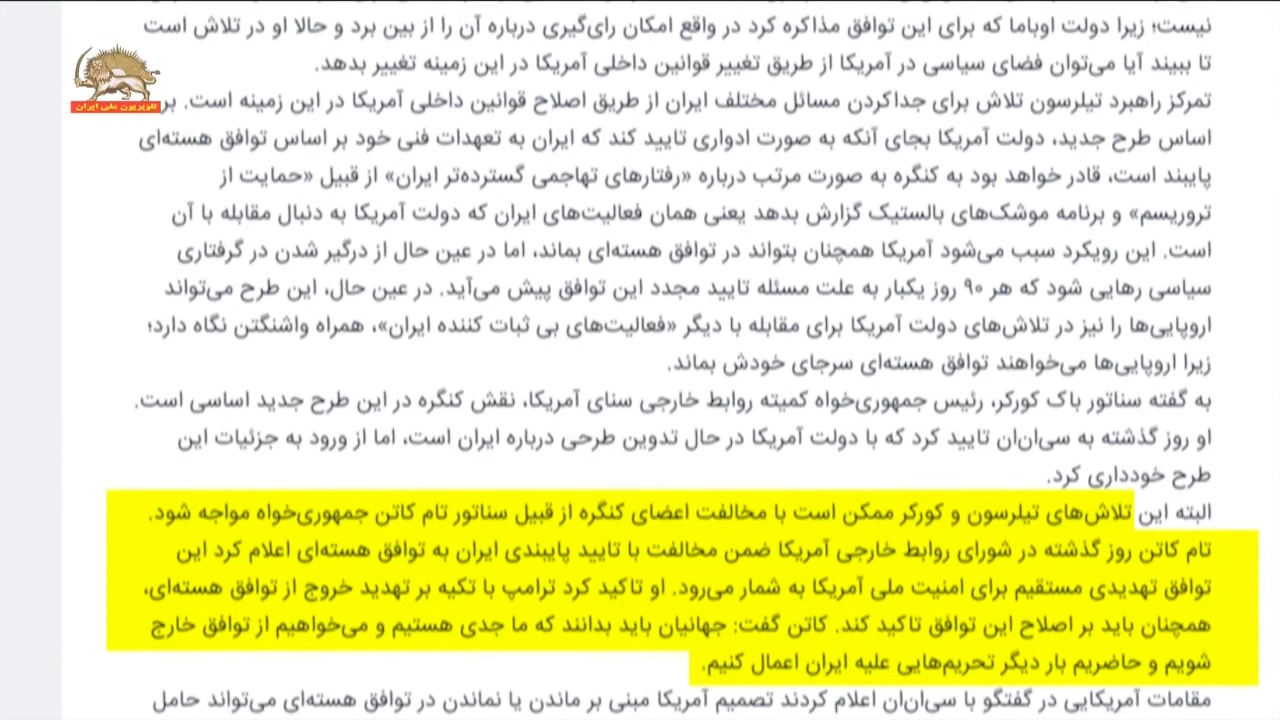 نیست؛ زیرا دولت اوباما که برای این توافق مذاکره کرد در واقع امکان رای‌گیری درباره آن را از بین برد و حالا او در تلاش است
تا ببیند آیا می‌توان فضای سیاسی در آمریکا از طریق تغییر قوانین داخلی آمریکا در این زمینه تغییر بدهد.
تمرکز راهبرد تیلرسون تلاش برای جداکردن مسائل مختلف ایران از طریق اصلاح قوانین داخلی آمریکا در این زمینه است. بر
اساس طرح جدید، دولت آمریکا بجای آنکه به صورت ادواری تایید کند که ایران به تعهدات فنی خود بر اساس توافق هسته‌ای
پایبند است، قادر خواهد بود به کنگره به صورت مرتب درباره «رفتارهای تهاجمی گسترده‌تر ایران» از قبیل «حمایت از
تروریسم» و برنامه موشک‌های بالستیک گزارش بدهد یعنی همان فعالیت‌های ایران که دولت آمریکا به دنبال مقابله با آن
است. این رویکرد سبب می‌شود آمریکا همچنان بتواند در توافق هسته‌ای بماند، اما در عین حال از درگیر شدن در گرفتاری
سیاسی رهایی شود که هر ۹۰ روز یکبار به علت مسئله تایید مجدد این توافق پیش می‌آید. در عین حال، این طرح می‌تواند
اروپایی‌ها را نیز در تلاش‌های دولت آمریکا برای مقابله با دیگر «فعالیت‌های بی ثبات کننده ایران»، همراه واشنگتن نگاه دارد؛
زیرا اروپایی‌ها می‌خواهند توافق هسته‌ای سرجای خودش بماند.
به گفته سناتور باک کورکر، رئیس جمهوری‌خواه کمیته روابط خارجی سنای آمریکا، نقش کنگره در این طرح جدید اساسی است.
او روز گذشته به سی‌ان‌ان تایید کرد که با دولت آمریکا در حال تدوین طرحی درباره ایران است، اما از ورود به جزئیات این
طرح خودداری کرد.
البته این تلاش‌های تیلرسون و کورکر ممکن است با مخالفت اعضای کنگره از قبیل سناتور تام کاتن جمهوری‌خواه مواجه شود.
تام کاتن روز گذشته در شورای روابط خارجی آمریکا ضمن مخالفت با تایید پایبندی ایران به توافق هسته‌ای اعلام کرد این
توافق تهدیدی مستقیم برای امنیت ملی آمریکا به شمار می‌رود. او تاکید کرد ترامپ با تکیه بر تهدید خروج از توافق هسته‌ای،
همچنان باید بر اصلاح این توافق تاکید کند. کاتن گفت: جهانیان باید بدانند که ما جدی هستیم و می‌خواهیم از توافق خارج
شویم و حاضریم بار دیگر تحریم‌هایی علیه ایران اعمال کنیم.
مقامات آمریکایی در گفتگو با سی‌ان‌ان اعلام کردند تصمیم آمریکا مبنی بر ماندن یا نماندن در توافق هسته‌ای می‌تواند حامل
تلویزیون ملی ایران